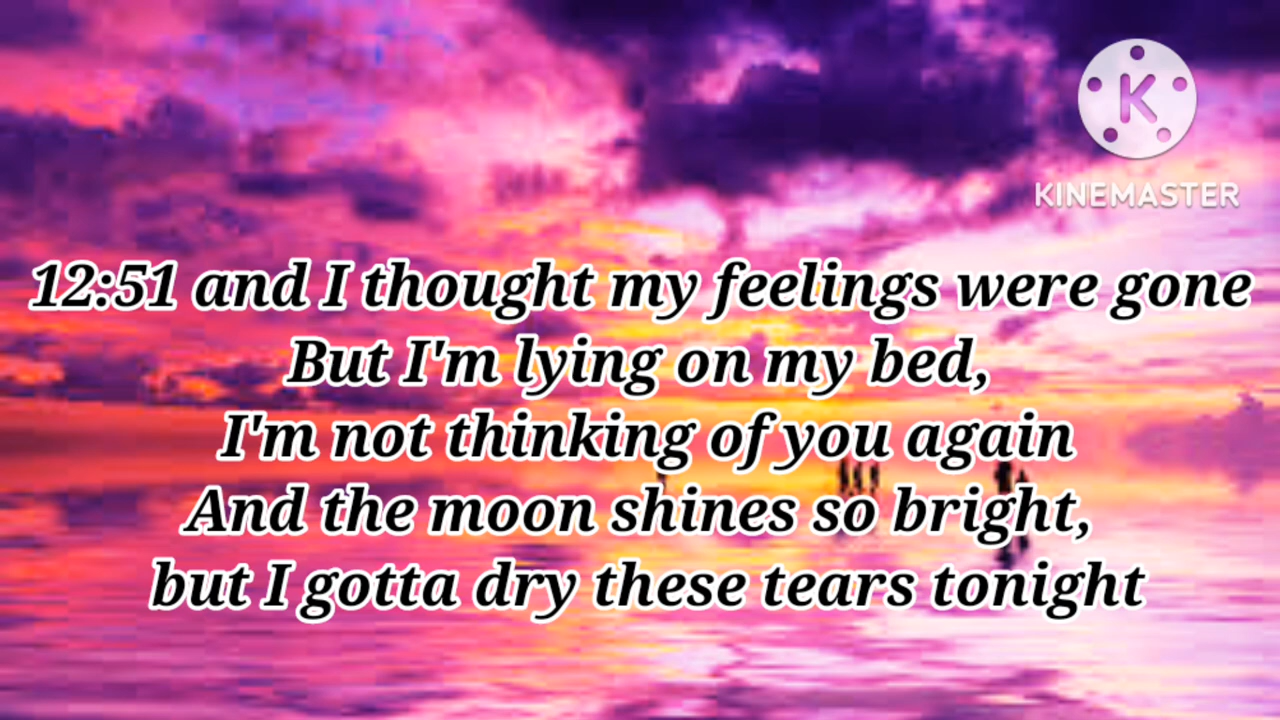 K
KINEMASTER
12:51 and I thought my feelings were gone
But I'm lying on my bed,
I'm not thinking of you again
And the moon shines so bright,
but I gotta dry these tears tonight